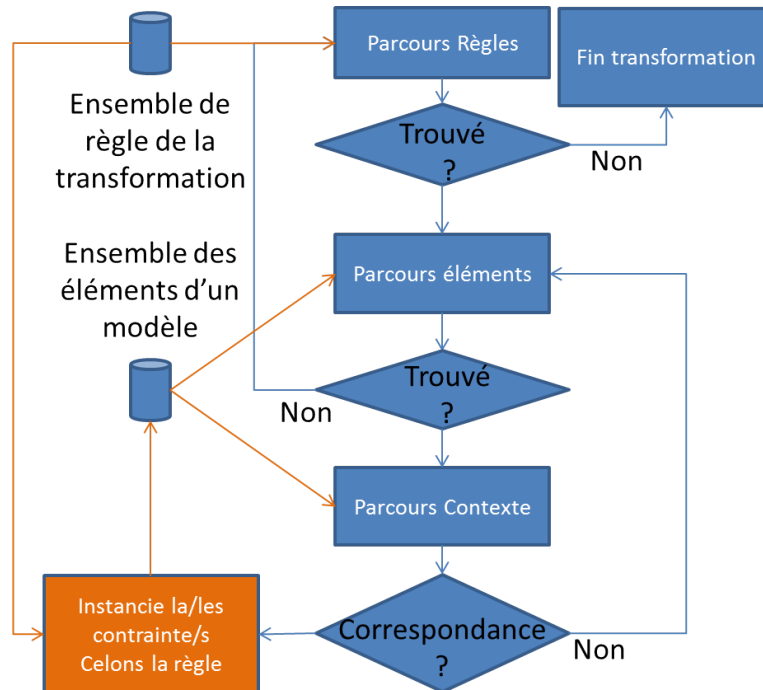 Parcours Règles
Fin transformation
Ensemble de
règle de la
transformation
Trouvé
?
Non
Ensemble des
éléments d'un
modèle
Parcours éléments
Trouvé
?
Non
Parcours Contexte
Instancie la/les
contrainte/s
Celons la règle
Correspondance
?
Non